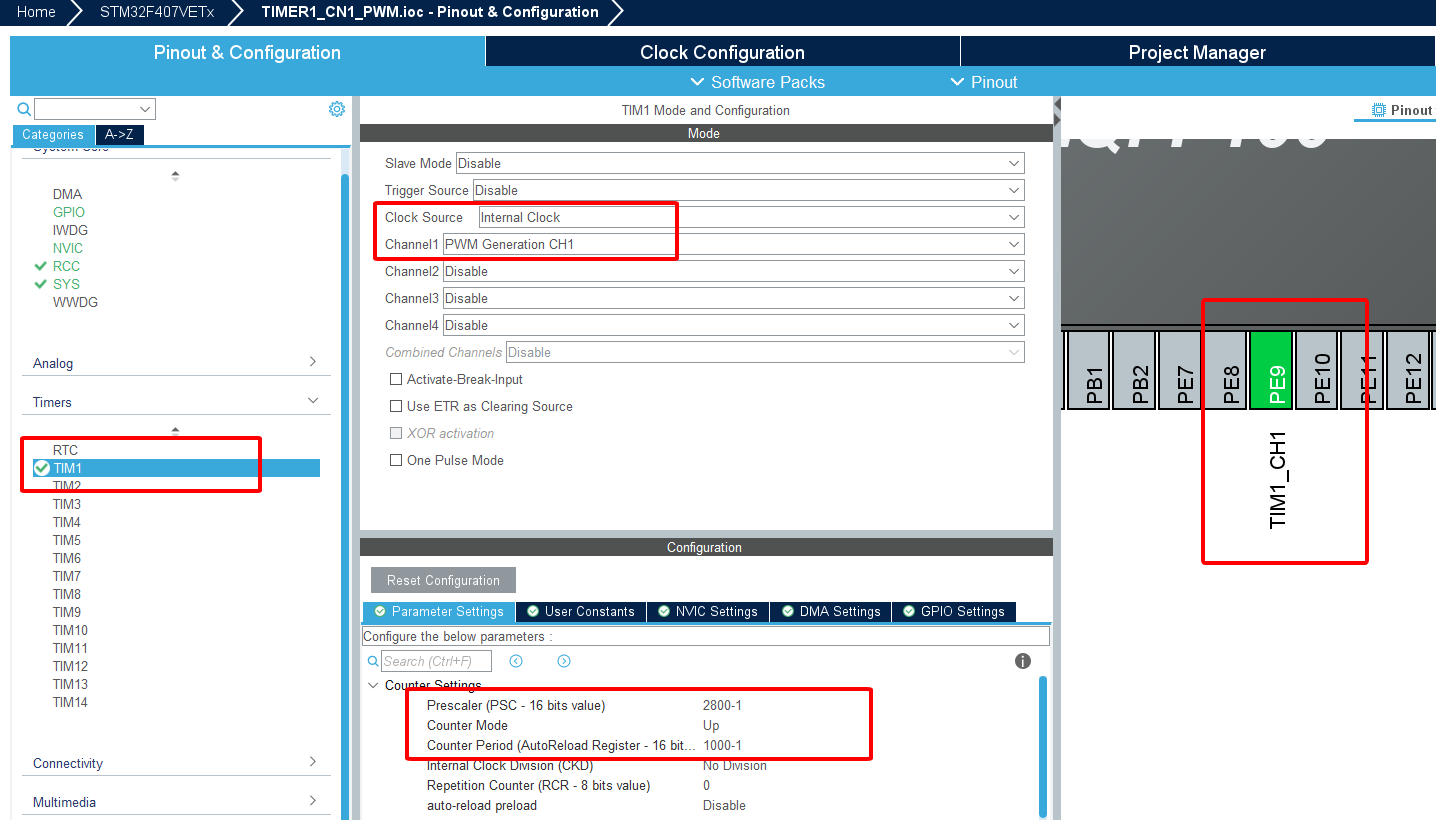 Home
STM32F407VETx
TIMER1_CN1_PWM.ioc - Pinout & Configuration
Pinout & Configuration
Clock Configuration
Project Manager
Software Packs
Pinout
Categories
A->Z
System Core
DMA
GPIO
IWDG
NVIC
RCC
SYS
WWDG
Analog
Timers
RTC
TIM1
TIM2
TIM3
TIM4
TIM5
TIM6
TIM7
TIM8
TIM9
TIM10
TIM11
TIM12
TIM13
TIM14
Connectivity
Multimedia
TIM1 Mode and Configuration
Mode
Slave Mode Disable
Trigger Source Disable
Clock Source Internal Clock
Channel1 PWM Generation CH1
Channel2 Disable
Channel3 Disable
Channel4 Disable
Combined Channels Disable
Activate-Break-Input
Use ETR as Clearing Source
XOR activation
One Pulse Mode
Configuration
Reset Configuration
Parameter Settings
User Constants
NVIC Settings
DMA Settings
GPIO Settings
Configure the below parameters :
Search (Ctrl+F)
Counter Settings
Prescaler (PSC - 16 bits value) 2800-1
Counter Mode Up
Counter Period (AutoReload Register - 16 bit... 1000-1
Internal Clock Division (CKD) No Division
Repetition Counter (RCR - 8 bits value) 0
auto-reload preload Disable
Pinout
PB1
PB2
PE7
PE8
PE9
PE10
PE11
PE12
TIM1_CH1